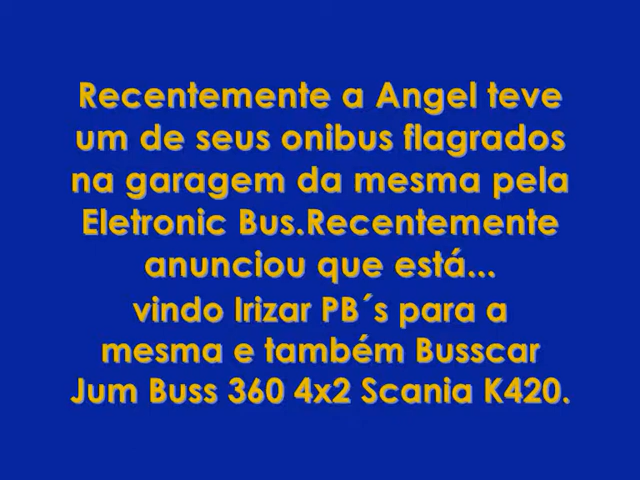 Recentemente a Angel teve
um de seus onibus flagrados
na garagem da mesma pela
Eletronic Bus.Recentemente
anunciou que está...
vindo Irizar PB´s para a
mesma e também Busscar
Jum Buss 360 4x2 Scania K420.